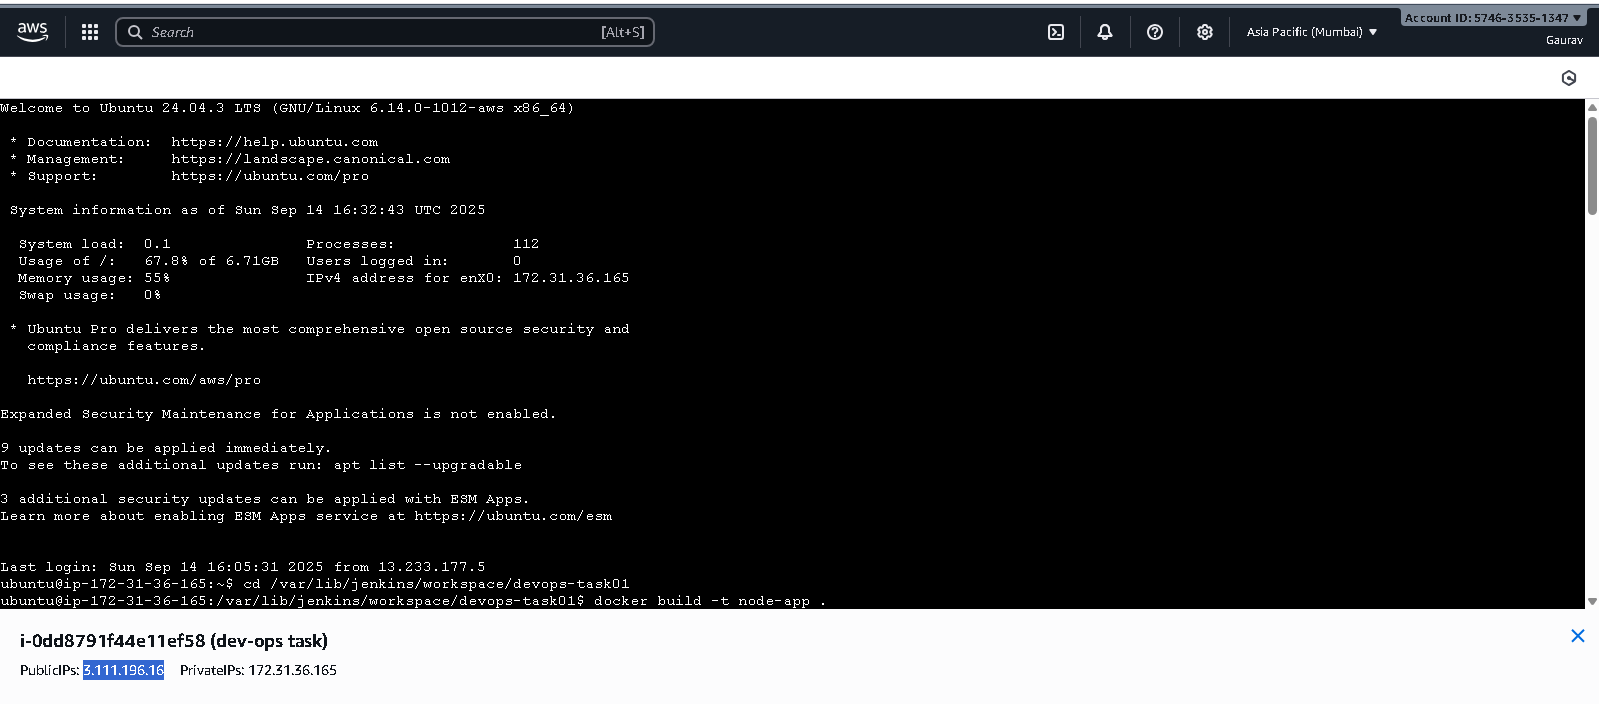 aws
Search [Alt+S]
Asia Pacific (Mumbai)
Account ID: 5746-3535-1347
Gaurav
Welcome to Ubuntu 24.04.3 LTS (GNU/Linux 6.14.0-1012-aws x86_64)
* Documentation: https://help.ubuntu.com
* Management: https://landscape.canonical.com
* Support: https://ubuntu.com/pro
System information as of Sun Sep 14 16:32:43 UTC 2025
System load: 0.1 Processes: 112
Usage of /: 67.8% of 6.71GB Users logged in: 0
Memory usage: 55% IPv4 address for enX0: 172.31.36.165
Swap usage: 0%
* Ubuntu Pro delivers the most comprehensive open source security and
compliance features.
https://ubuntu.com/aws/pro
Expanded Security Maintenance for Applications is not enabled.
9 updates can be applied immediately.
To see these additional updates run: apt list --upgradable
3 additional security updates can be applied with ESM Apps.
Learn more about enabling ESM Apps service at https://ubuntu.com/esm
Last login: Sun Sep 14 16:05:31 2025 from 13.233.177.5
ubuntu@ip-172-31-36-165:~$ cd /var/lib/jenkins/workspace/devops-task01
ubuntu@ip-172-31-36-165:/var/lib/jenkins/workspace/devops-task01$ docker build -t node-app .
i-0dd8791f44e11ef58 (dev-ops task)
PublicIPs: 3.111.196.16 PrivateIPs: 172.31.36.165